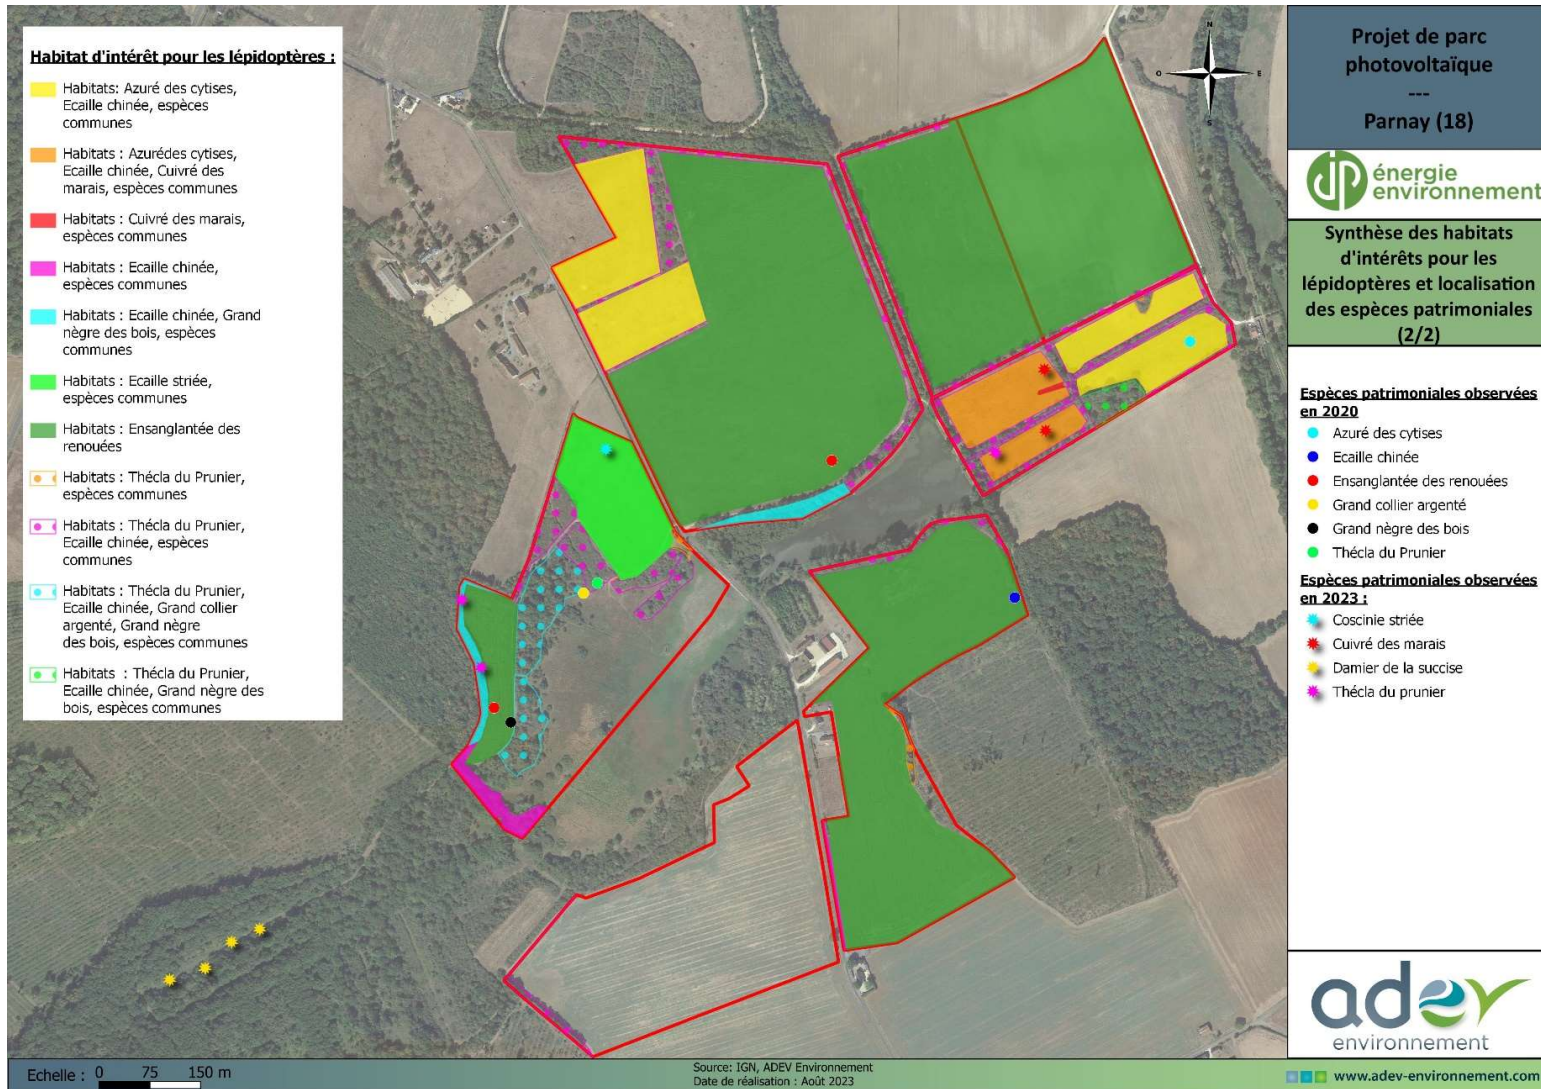 Habitat d'intérêt pour les lépidoptères :
Habitats: Azuré des cytises,
Ecaille chinée, espèces
communes
Habitats : Azurédes cytises,
Ecaille chinée, Cuivré des
marais, espèces communes
Habitats : Cuivré des marais,
espèces communes
Habitats : Ecaille chinée,
espèces communes
Habitats : Ecaille chinée, Grand
nègre des bois, espèces
communes
Habitats : Ecaille striée,
espèces communes
Habitats : Ensanglantée des
renouées
Habitats : Thécla du Prunier,
espèces communes
Habitats : Thécla du Prunier,
Ecaille chinée, espèces
communes
Habitats : Thécla du Prunier,
Ecaille chinée, Grand collier
argenté, Grand nègre
des bois, espèces communes
Habitats : Thécla du Prunier,
Ecaille chinée, Grand nègre des
bois, espèces communes
N
O
E
S
Projet de parc
photovoltaïque
---
Parnay (18)
JP
énergie
environnement
Synthèse des habitats
d'intérêts pour les
lépidoptères et localisation
des espèces patrimoniales
(2/2)
Espèces patrimoniales observées
en 2020
Azuré des cytises
Ecaille chinée
Ensanglantée des renouées
Grand collier argenté
Grand nègre des bois
Thécla du Prunier
Espèces patrimoniales observées
en 2023 :
Coscinie striée
Cuivré des marais
Damier de la succise
Thécla du prunier
adev
environnement
Echelle : 0 75 150 m
Source: IGN, ADEV Environnement
Date de réalisation : Août 2023
www.adev-environnement.com